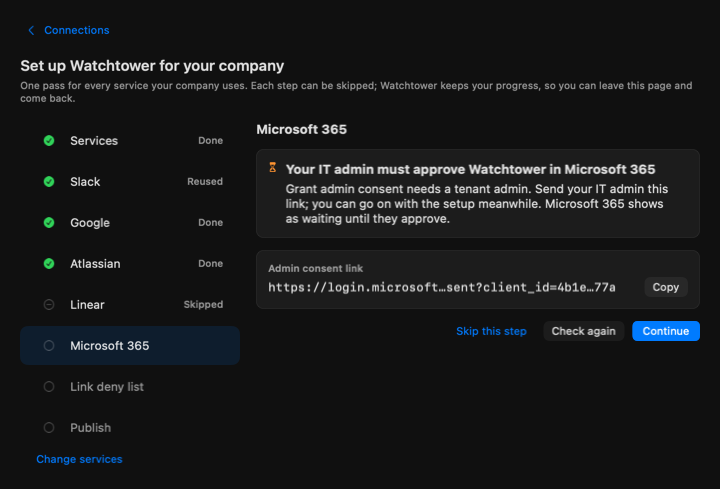 Connections
Set up Watchtower for your company
One pass for every service your company uses. Each step can be skipped; Watchtower keeps your progress, so you can leave this page and
come back.
Services Done
Slack Reused
Google Done
Atlassian Done
Linear Skipped
Microsoft 365
Link deny list
Publish
Change services
Microsoft 365
Your IT admin must approve Watchtower in Microsoft 365
Grant admin consent needs a tenant admin. Send your IT admin this
link; you can go on with the setup meanwhile. Microsoft 365 shows
as waiting until they approve.
Admin consent link
https://login.microsoft…sent?client_id=4b1e…77a Copy
Skip this step Check again Continue